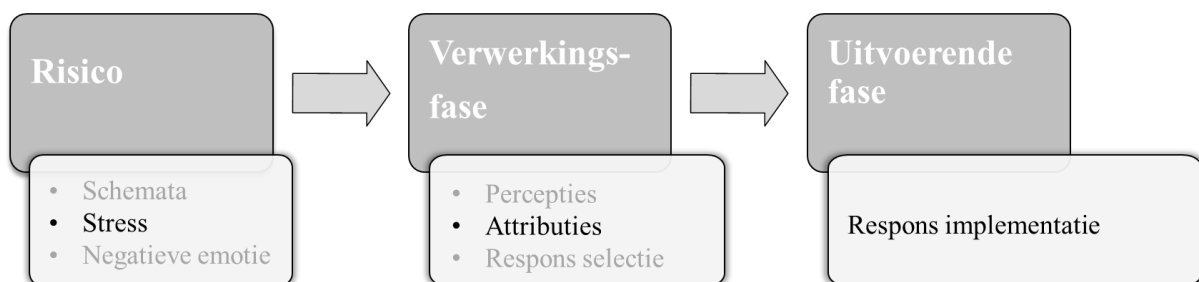 Risico
• Schemata
• Stress
• Negatieve emotie
Verwerkings-
fase
• Percepties
• Attributies
• Respons selectie
Uitvoerende
fase
Respons implementatie